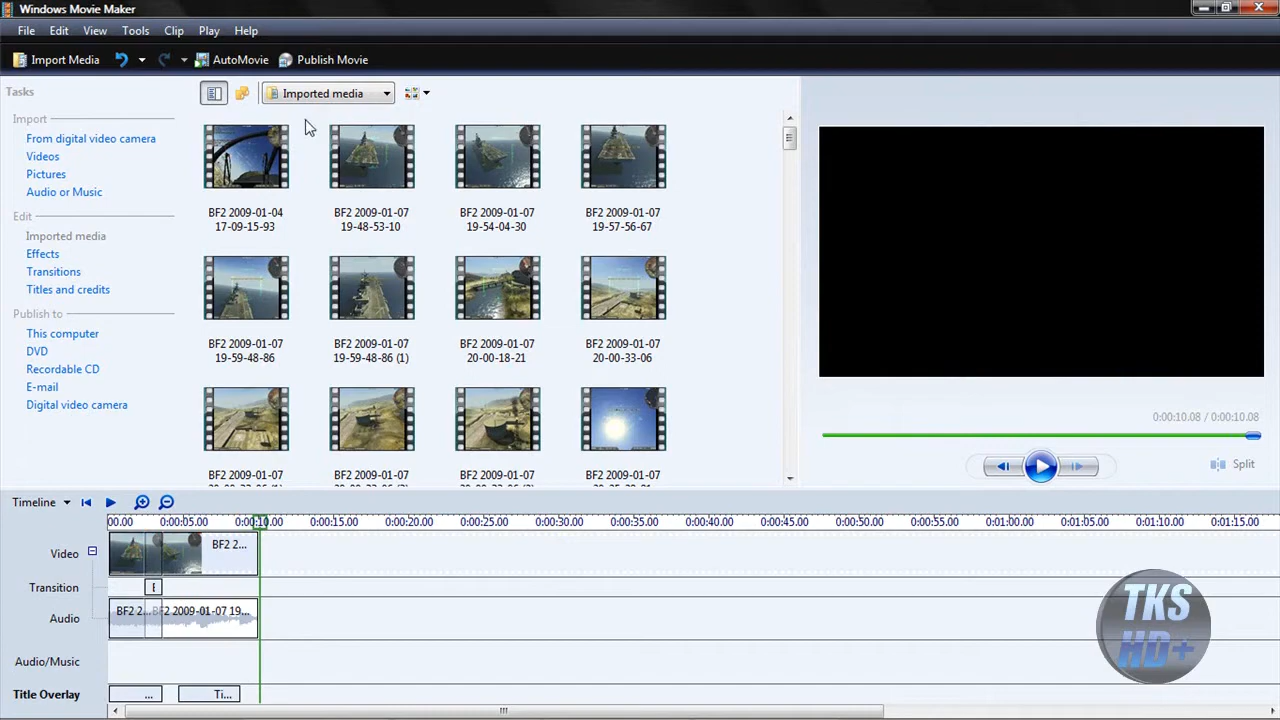 Windows Movie Maker
File Edit View Tools Clip Play Help
Import Media AutoMovie Publish Movie
Tasks
Import
From digital video camera
Videos
Pictures
Audio or Music
Edit
Imported media
Effects
Transitions
Titles and credits
Publish to
This computer
DVD
Recordable CD
E-mail
Digital video camera
Imported media
BF2 2009-01-04
17-09-15-93
BF2 2009-01-07
19-48-53-10
BF2 2009-01-07
19-54-04-30
BF2 2009-01-07
19-57-56-67
BF2 2009-01-07
19-59-48-86
BF2 2009-01-07
19-59-48-86 (1)
BF2 2009-01-07
20-00-18-21
BF2 2009-01-07
20-00-33-06
BF2 2009-01-07
BF2 2009-01-07
BF2 2009-01-07
BF2 2009-01-07
0:00:10.08 / 0:00:10.08
Split
Timeline
00.00 0:00:05.00 0:00:10.00 0:00:15.00 0:00:20.00 0:00:25.00 0:00:30.00 0:00:35.00 0:00:40.00 0:00:45.00 0:00:50.00 0:00:55.00 0:01:00.00 0:01:05.00 0:01:10.00 0:01:15.00
Video BF2 2...
Transition
Audio BF2 2... BF2 2009-01-07 19...
Audio/Music
Title Overlay ... Ti...
TKS
HD+